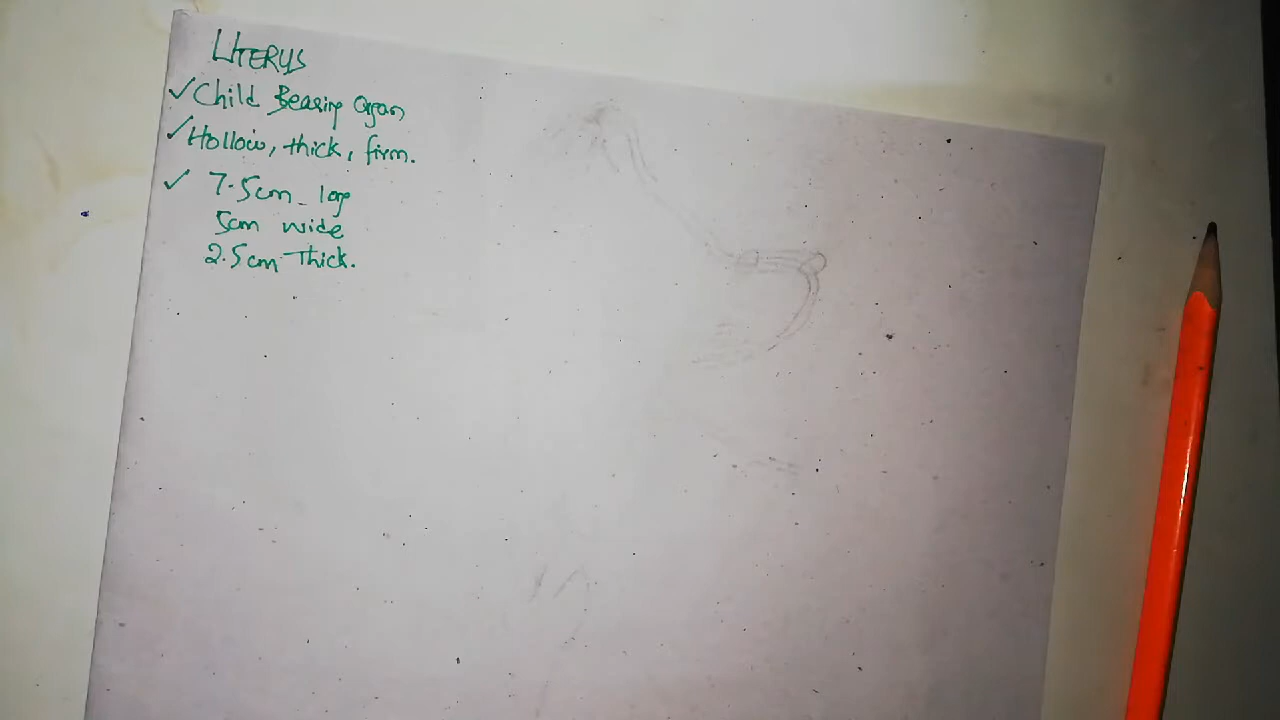 UTERUS
✓ Child Bearing Organ
✓ Hollow, thick, firm.
✓ 7.5cm - long
5cm wide
2.5cm Thick.